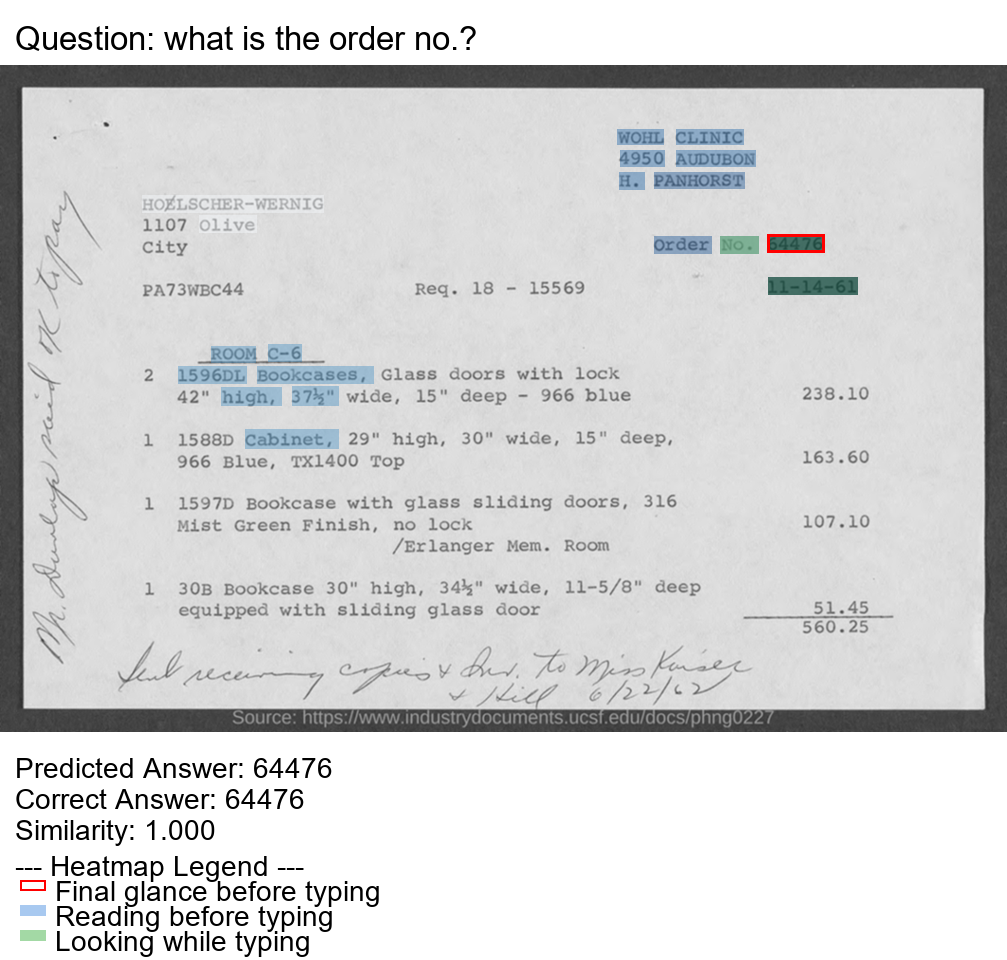 Question: what is the order no.?
WOHL CLINIC
4950 AUDUBON
H. PANHORST
HOELSCHER-WERNIG
1107 Olive
City
Order No. 64476
PA73WBC44 Req. 18 - 15569 11-14-61
ROOM C-6
2 1596DL Bookcases, Glass doors with lock
42" high, 37½" wide, 15" deep - 966 blue 238.10
1 1588D Cabinet, 29" high, 30" wide, 15" deep,
966 Blue, TX1400 Top 163.60
1 1597D Bookcase with glass sliding doors, 316
Mist Green Finish, no lock 107.10
/Erlanger Mem. Room
1 30B Bookcase 30" high, 34½" wide, 11-5/8" deep
equipped with sliding glass door 51.45
560.25
Sent receiving copies & Inv. to Miss Kaiser
& Hill 6/22/62
Mr. Dunlap said OK to pay
Source: https://www.industrydocuments.ucsf.edu/docs/phng0227
Predicted Answer: 64476
Correct Answer: 64476
Similarity: 1.000
--- Heatmap Legend ---
Final glance before typing
Reading before typing
Looking while typing